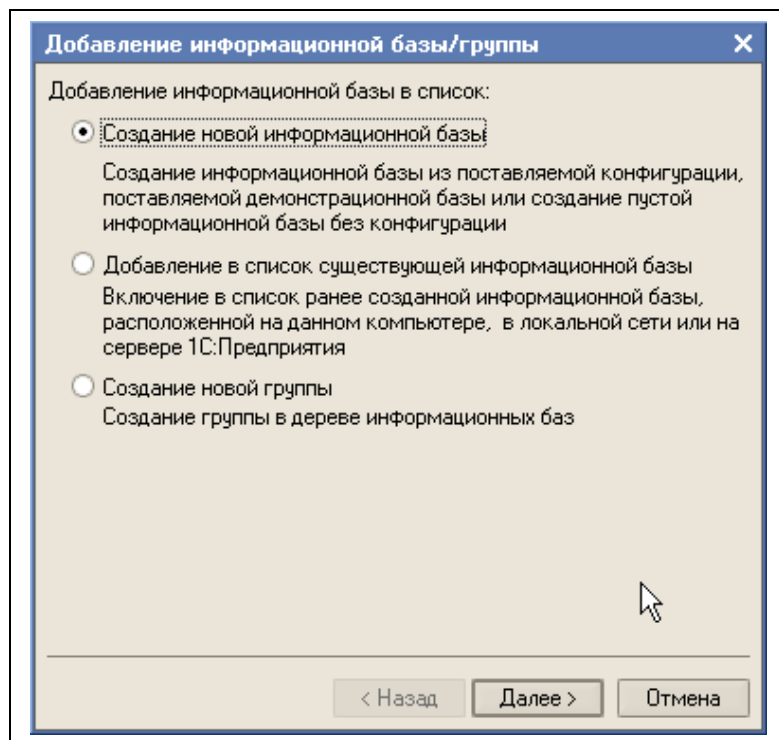 Добавление информационной базы/группы
Добавление информационной базы в список:
Создание новой информационной базы
Создание информационной базы из поставляемой конфигурации,
поставляемой демонстрационной базы или создание пустой
информационной базы без конфигурации
Добавление в список существующей информационной базы
Включение в список ранее созданной информационной базы,
расположенной на данном компьютере, в локальной сети или на
сервере 1С:Предприятия
Создание новой группы
Создание группы в дереве информационных баз
< Назад Далее > Отмена